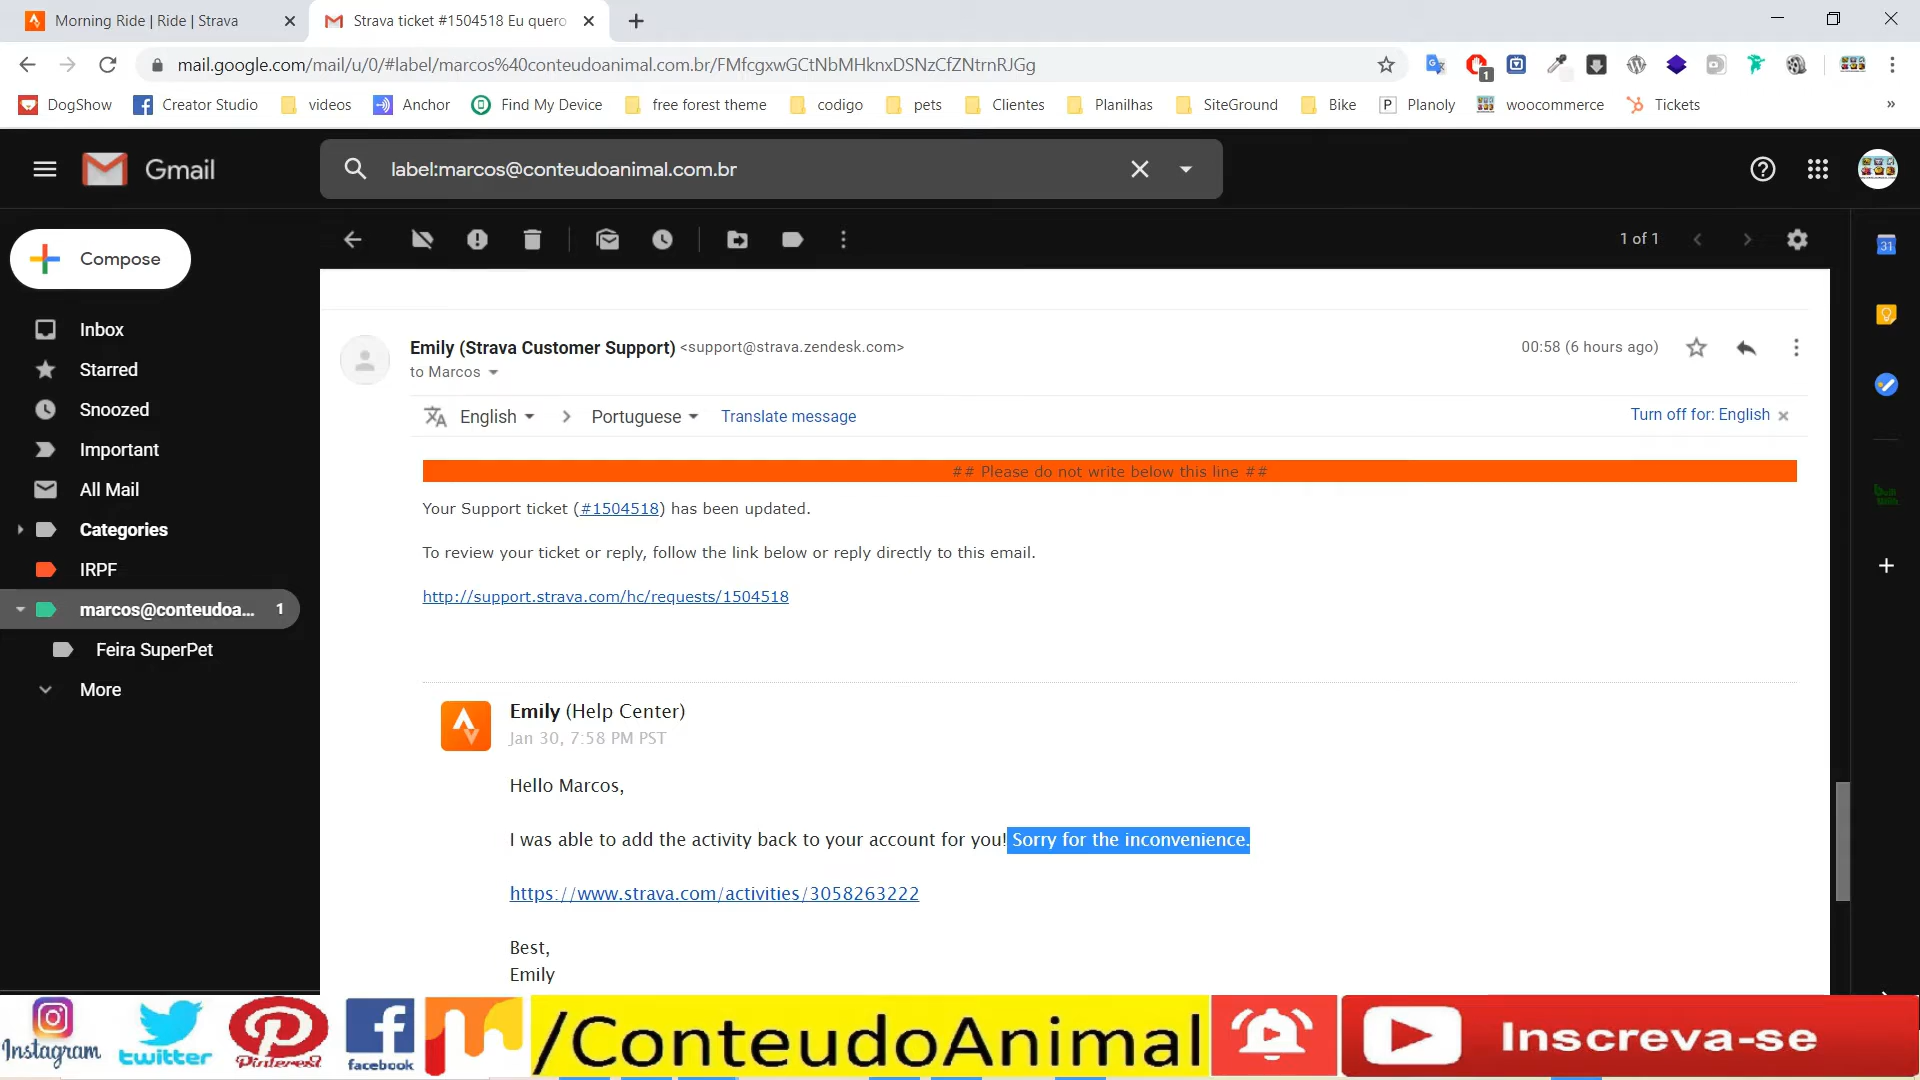 Morning Ride | Ride | Strava
Strava ticket #1504518 Eu quero
mail.google.com/mail/u/0/#label/marcos%40conteudoanimal.com.br/FMfcgxwGCtNbMHknxDSNzCfZNtrnRJGg
1
DogShow
Creator Studio
videos
Anchor
Find My Device
free forest theme
codigo
pets
Clientes
Planilhas
SiteGround
Bike
P Planoly
woocommerce
Tickets
»
Gmail
label:marcos@conteudoanimal.com.br
Compose
1 of 1
31
Inbox
Starred
Snoozed
Important
All Mail
Categories
IRPF
marcos@conteudoa... 1
Feira SuperPet
More
Emily (Strava Customer Support) <support@strava.zendesk.com>
00:58 (6 hours ago)
to Marcos
English > Portuguese Translate message
Turn off for: English
## Please do not write below this line ##
Your Support ticket (#1504518) has been updated.
To review your ticket or reply, follow the link below or reply directly to this email.
http://support.strava.com/hc/requests/1504518
Emily (Help Center)
Jan 30, 7:58 PM PST
Hello Marcos,
I was able to add the activity back to your account for you! Sorry for the inconvenience.
https://www.strava.com/activities/3058263222
Best,
Emily
Instagram
twitter
Pinterest
facebook
/ConteudoAnimal
Inscreva-se